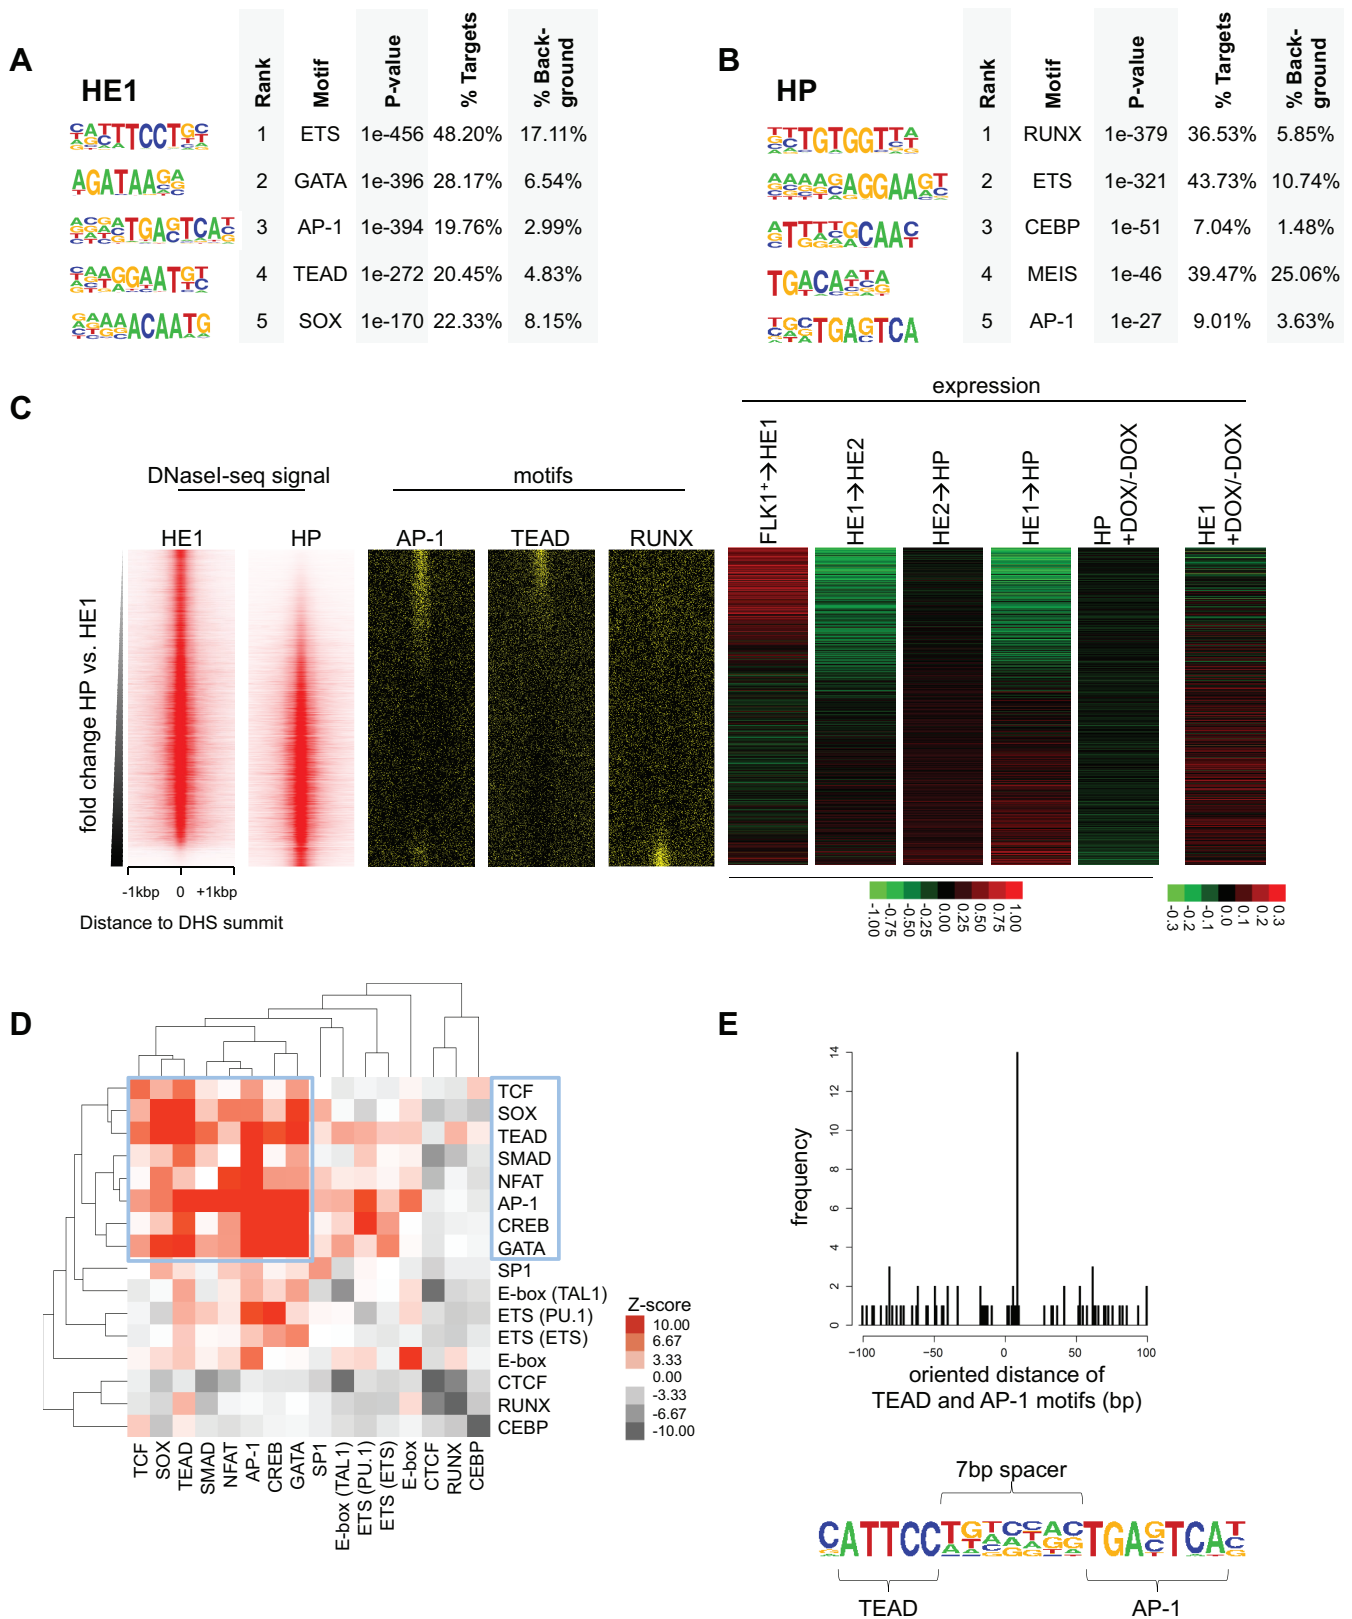 A
HE1
Rank
Motif
P-value
% Targets
% Back-
ground
1 ETS 1e-456 48.20% 17.11%
2 GATA 1e-396 28.17% 6.54%
3 AP-1 1e-394 19.76% 2.99%
4 TEAD 1e-272 20.45% 4.83%
5 SOX 1e-170 22.33% 8.15%
B
HP
Rank
Motif
P-value
% Targets
% Back-
ground
1 RUNX 1e-379 36.53% 5.85%
2 ETS 1e-321 43.73% 10.74%
3 CEBP 1e-51 7.04% 1.48%
4 MEIS 1e-46 39.47% 25.06%
5 AP-1 1e-27 9.01% 3.63%
C
DNaseI-seq signal
motifs
expression
HE1
HP
AP-1
TEAD
RUNX
FLK1⁺→HE1
HE1→HE2
HE2→HP
HE1→HP
HP
+DOX/-DOX
HE1
+DOX/-DOX
fold change HP vs. HE1
-1kbp 0 +1kbp
Distance to DHS summit
-1.00 -0.75 -0.50 -0.25 0.00 0.25 0.50 0.75 1.00
-0.3 -0.2 -0.1 0.0 0.1 0.2 0.3
D
TCF
SOX
TEAD
SMAD
NFAT
AP-1
CREB
GATA
SP1
E-box (TAL1)
ETS (PU.1)
ETS (ETS)
E-box
CTCF
RUNX
CEBP
TCF
SOX
TEAD
SMAD
NFAT
AP-1
CREB
GATA
SP1
E-box (TAL1)
ETS (PU.1)
ETS (ETS)
E-box
CTCF
RUNX
CEBP
Z-score
10.00
6.67
3.33
0.00
-3.33
-6.67
-10.00
E
frequency
14
12
10
8
6
4
2
0
−100 −50 0 50 100
oriented distance of
TEAD and AP-1 motifs (bp)
7bp spacer
TEAD
AP-1